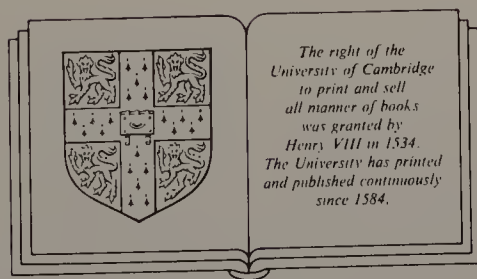 The right of the
University of Cambridge
to print and sell
all manner of books
was granted by
Henry VIII in 1534.
The University has printed
and published continuously
since 1584.